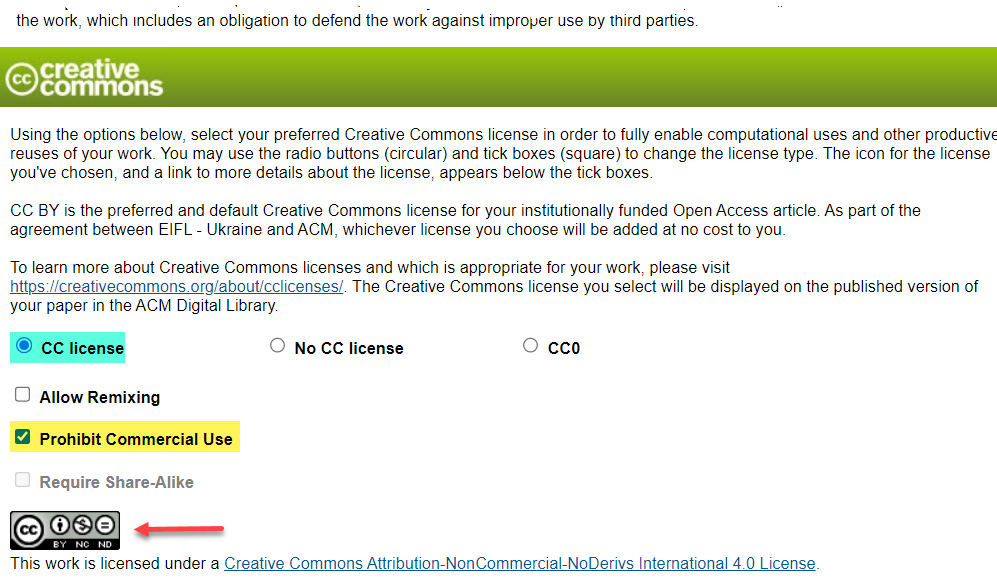 the work, which includes an obligation to defend the work against improper use by third parties.
cc creative commons
Using the options below, select your preferred Creative Commons license in order to fully enable computational uses and other productive
reuses of your work. You may use the radio buttons (circular) and tick boxes (square) to change the license type. The icon for the license
you've chosen, and a link to more details about the license, appears below the tick boxes.
CC BY is the preferred and default Creative Commons license for your institutionally funded Open Access article. As part of the
agreement between EIFL - Ukraine and ACM, whichever license you choose will be added at no cost to you.
To learn more about Creative Commons licenses and which is appropriate for your work, please visit
https://creativecommons.org/about/cclicenses/. The Creative Commons license you select will be displayed on the published version of
your paper in the ACM Digital Library.
CC license No CC license CC0
Allow Remixing
Prohibit Commercial Use
Require Share-Alike
cc
BY NC ND
This work is licensed under a Creative Commons Attribution-NonCommercial-NoDerivs International 4.0 License.